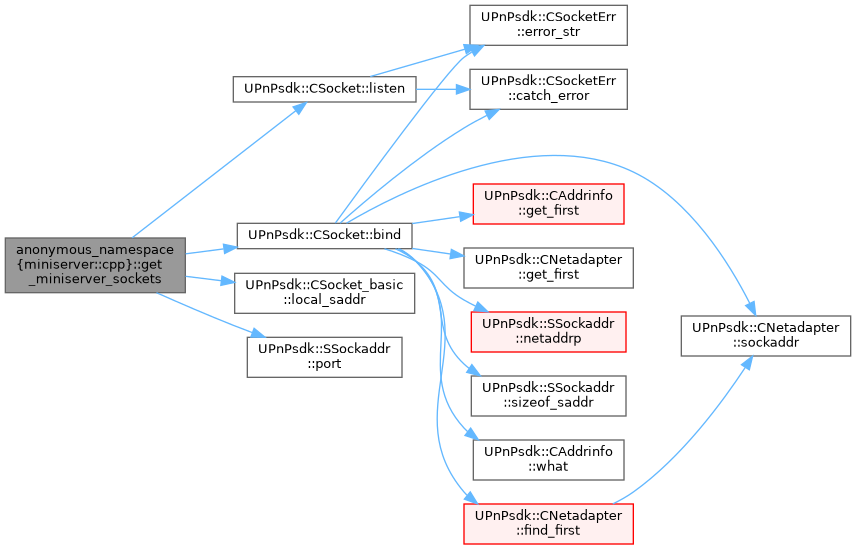 anonymous_namespace
{miniserver::cpp}::get
_miniserver_sockets
UPnPsdk::CSocket::listen
UPnPsdk::CSocket::bind
UPnPsdk::CSocket_basic
::local_saddr
UPnPsdk::SSockaddr
::port
UPnPsdk::CSocketErr
::error_str
UPnPsdk::CSocketErr
::catch_error
UPnPsdk::CAddrinfo
::get_first
UPnPsdk::CNetadapter
::get_first
UPnPsdk::SSockaddr
::netaddrp
UPnPsdk::SSockaddr
::sizeof_saddr
UPnPsdk::CAddrinfo
::what
UPnPsdk::CNetadapter
::find_first
UPnPsdk::CNetadapter
::sockaddr